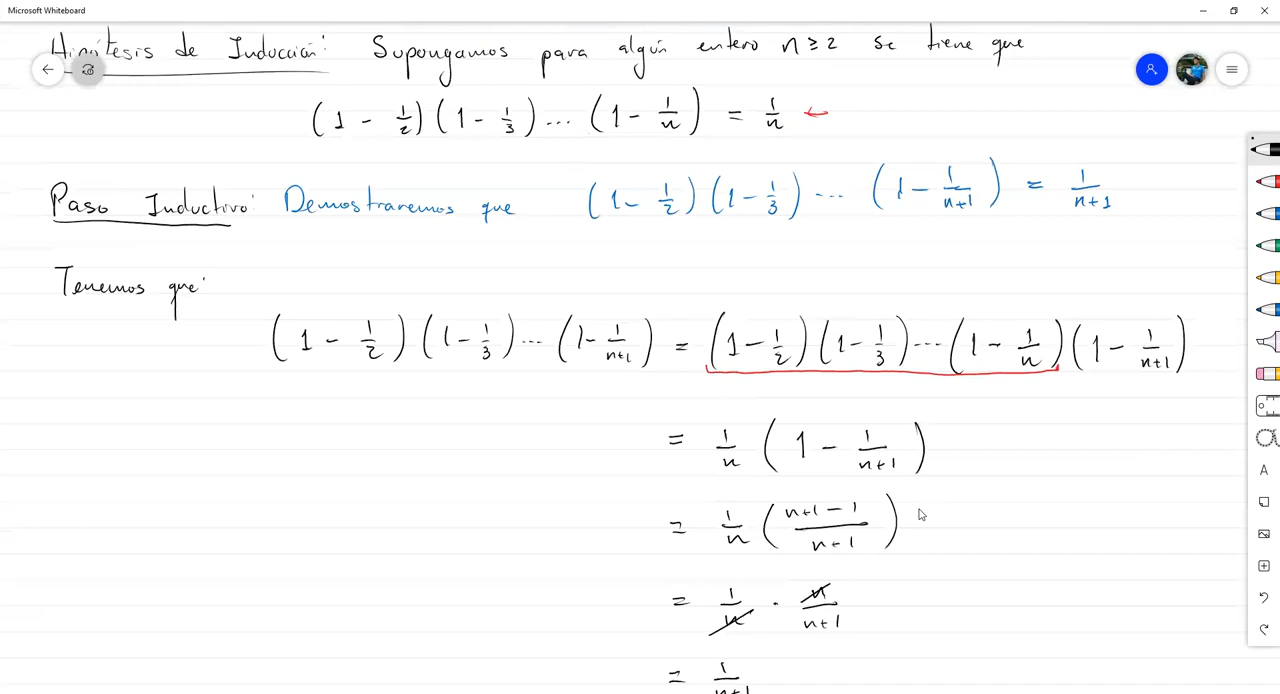 Microsoft Whiteboard
Hipótesis de Inducción: Supongamos para algún entero n ≥ 2 se tiene que
(1 - 1/2)(1 - 1/3) ... (1 - 1/n) = 1/n ←
Paso Inductivo: Demostraremos que (1 - 1/2)(1 - 1/3) ... (1 - 1/n+1) = 1/n+1
Tenemos que:
(1 - 1/2)(1 - 1/3) ... (1 - 1/n+1) = (1 - 1/2)(1 - 1/3) ... (1 - 1/n)(1 - 1/n+1)
= 1/n (1 - 1/n+1)
= 1/n (n+1-1/n+1)
= 1/n · n/n+1
= 1/n+1
A